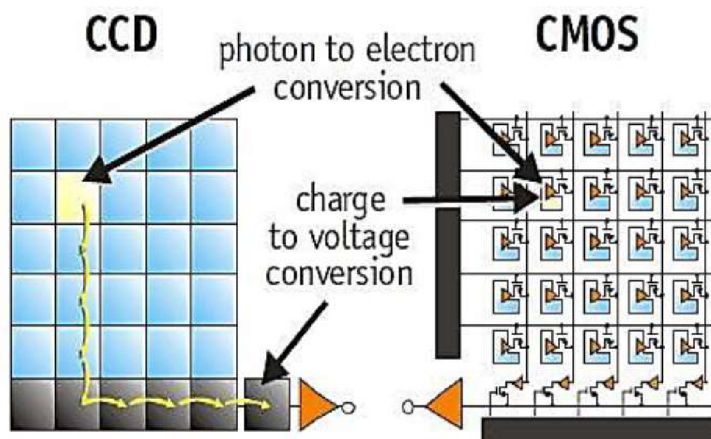 CCD
photon to electron
conversion
CMOS
charge
to voltage
conversion